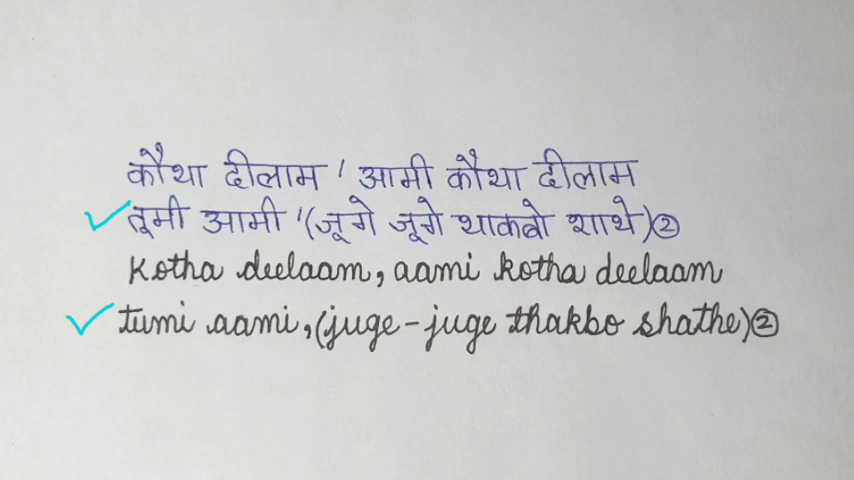 कौथा दीलाम ' आमी कौथा दीलाम
✓ तूमी आमी '(जूगे जूगे थाकबो शाथे)②
Kotha deelaam, aami kotha deelaam
✓ tumi aami, (juge-juge thakbo shathe)②